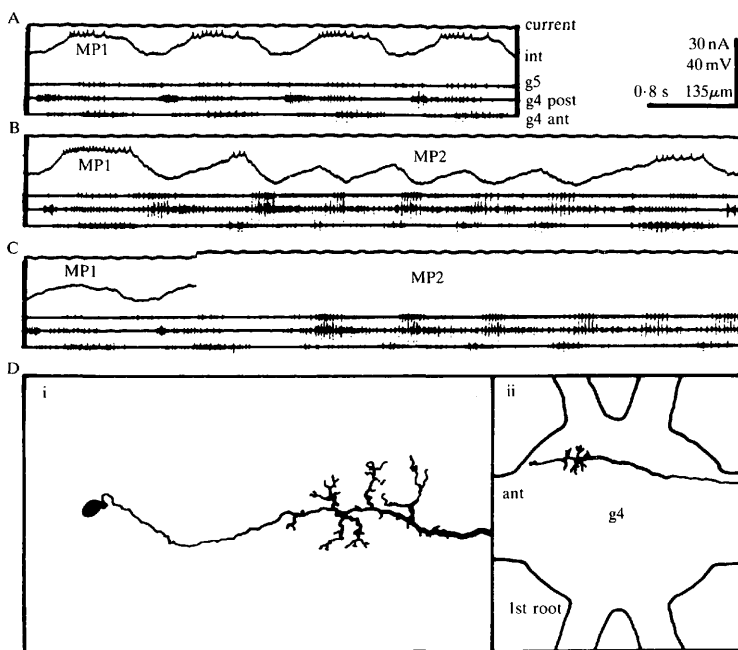 A
current
MP1
int
30 nA
40 mV
g5
g4 post
0·8 s 135μm
g4 ant
B
MP1
MP2
C
MP1
MP2
D
i
ii
ant
g4
1st root